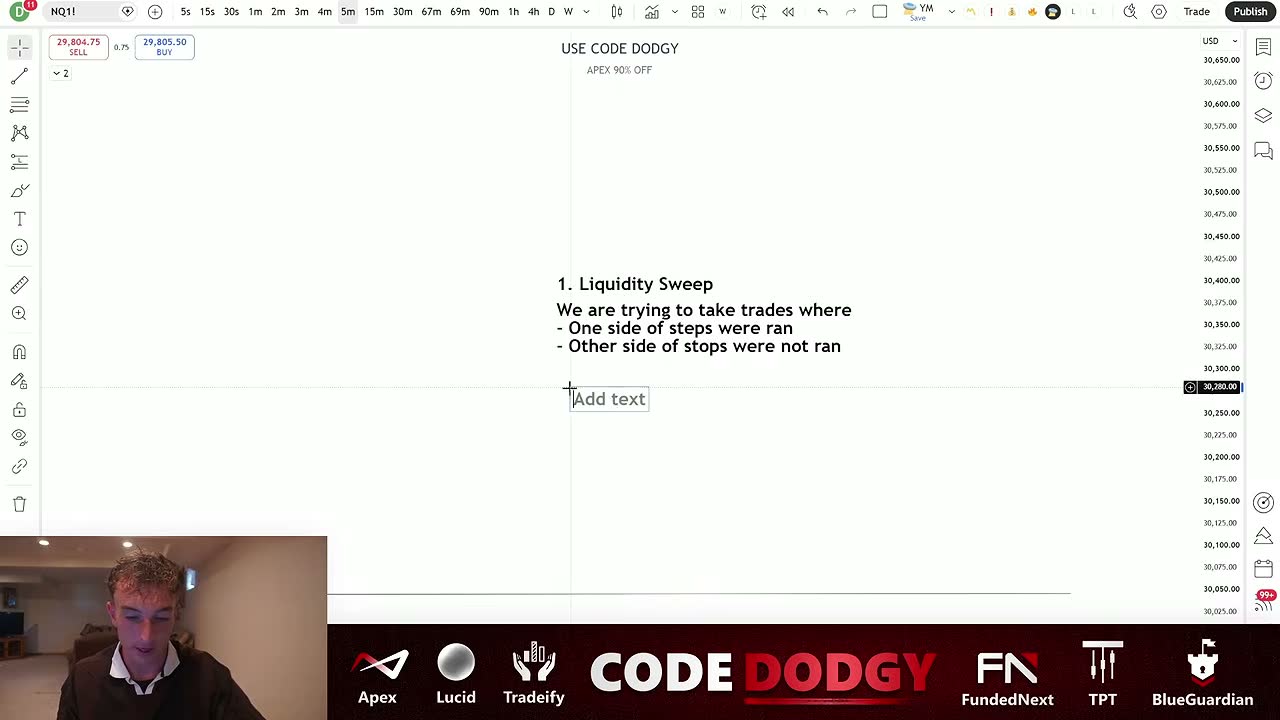 D 11 NQ1! 5s 15s 30s 1m 2m 3m 4m 5m 15m 30m 67m 69m 90m 1h 4h D W W YM Save ! L L Trade Publish
29,804.75 SELL 0.75 29,805.50 BUY
2
USE CODE DODGY
APEX 90% OFF
1. Liquidity Sweep
We are trying to take trades where
- One side of steps were ran
- Other side of stops were not ran
Add text
USD
30,650.00
30,625.00
30,600.00
30,575.00
30,550.00
30,525.00
30,500.00
30,475.00
30,450.00
30,425.00
30,400.00
30,375.00
30,350.00
30,325.00
30,300.00
30,280.00
30,250.00
30,225.00
30,200.00
30,175.00
30,150.00
30,125.00
30,100.00
30,075.00
30,050.00
30,025.00
99+
Apex
Lucid
Tradeify
CODE DODGY
FN
FundedNext
TPT
BlueGuardian